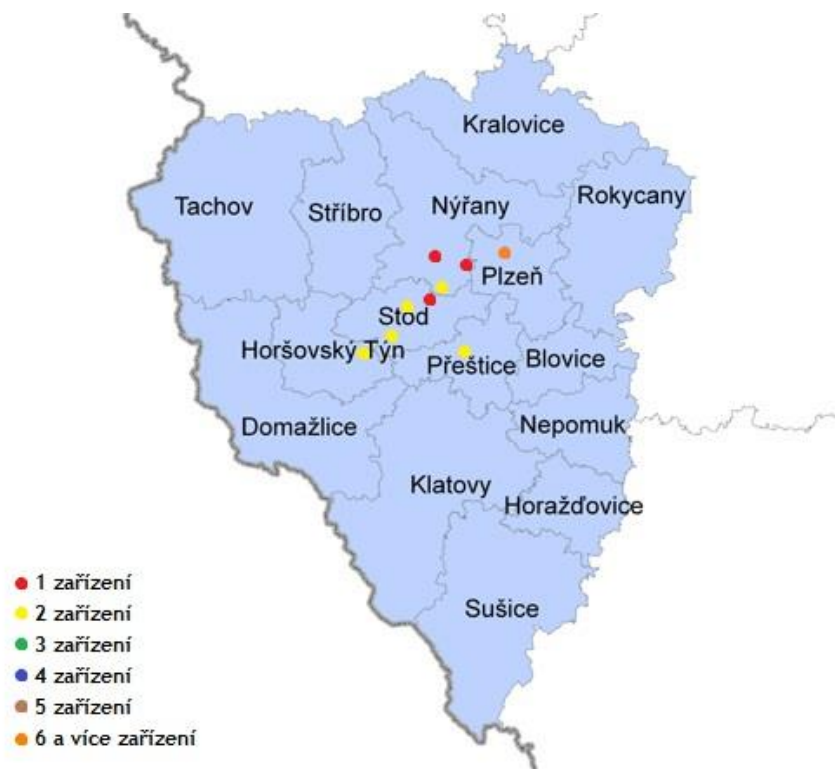 Kralovice
Rokycany
Tachov
Stříbro
Nýřany
Plzeň
Stod
Horšovský Týn
Přeštice
Blovice
Domažlice
Nepomuk
Klatovy
Horažďovice
Sušice
1 zařízení
2 zařízení
3 zařízení
4 zařízení
5 zařízení
6 a více zařízení